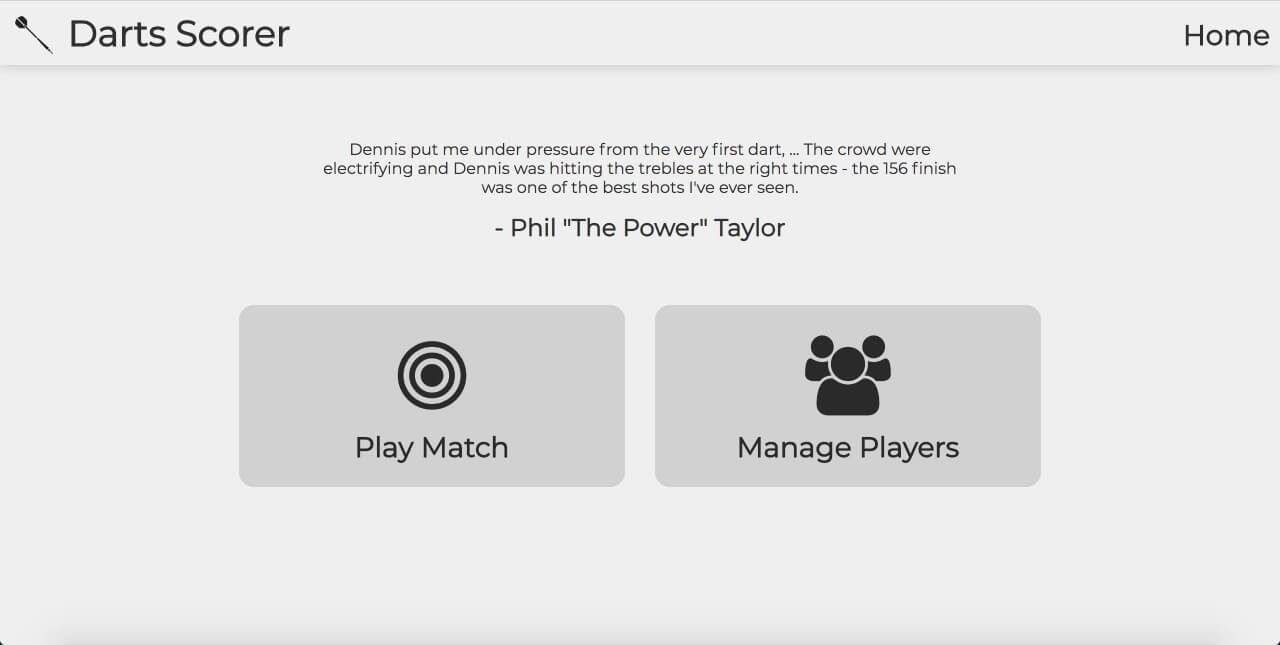 Darts Scorer
Home
Dennis put me under pressure from the very first dart, ... The crowd were
electrifying and Dennis was hitting the trebles at the right times - the 156 finish
was one of the best shots I've ever seen.
- Phil "The Power" Taylor
Play Match
Manage Players